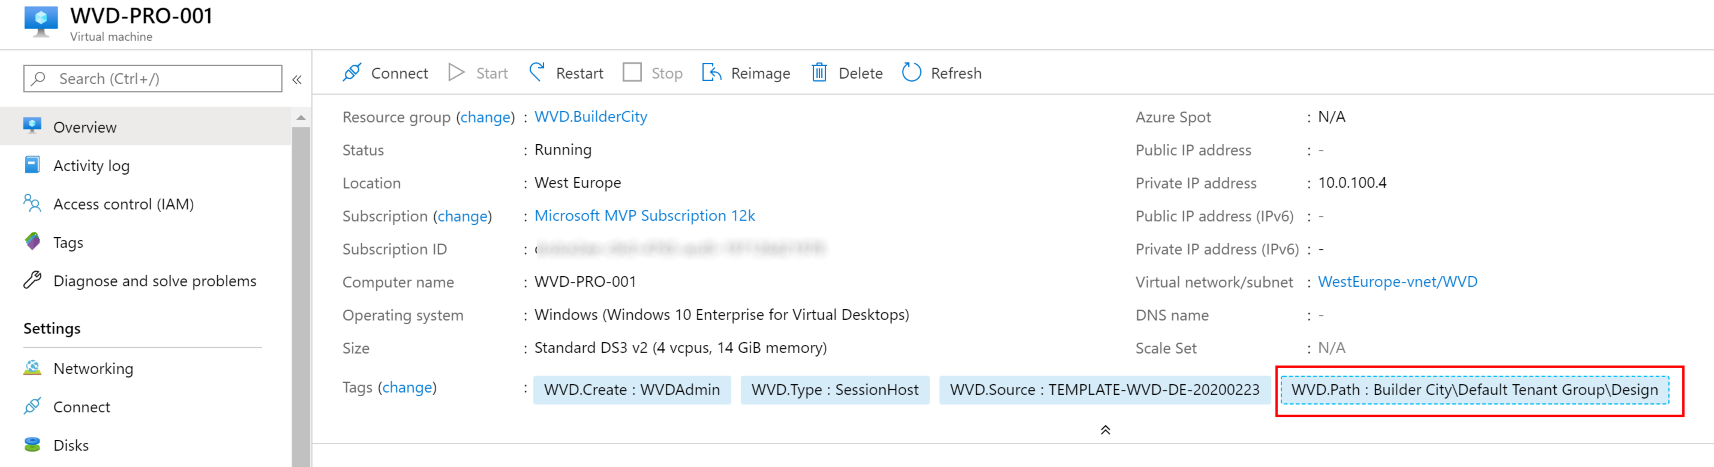 WVD-PRO-001
Virtual machine
Search (Ctrl+/)
«
Overview
Activity log
Access control (IAM)
Tags
Diagnose and solve problems
Settings
Networking
Connect
Disks
Connect Start Restart Stop Reimage Delete Refresh
Resource group (change) : WVD.BuilderCity
Status : Running
Location : West Europe
Subscription (change) : Microsoft MVP Subscription 12k
Subscription ID :
Computer name : WVD-PRO-001
Operating system : Windows (Windows 10 Enterprise for Virtual Desktops)
Size : Standard DS3 v2 (4 vcpus, 14 GiB memory)
Azure Spot : N/A
Public IP address : -
Private IP address : 10.0.100.4
Public IP address (IPv6) : -
Private IP address (IPv6) : -
Virtual network/subnet : WestEurope-vnet/WVD
DNS name : -
Scale Set : N/A
Tags (change) : WVD.Create : WVDAdmin WVD.Type : SessionHost WVD.Source : TEMPLATE-WVD-DE-20200223 WVD.Path : Builder City\Default Tenant Group\Design